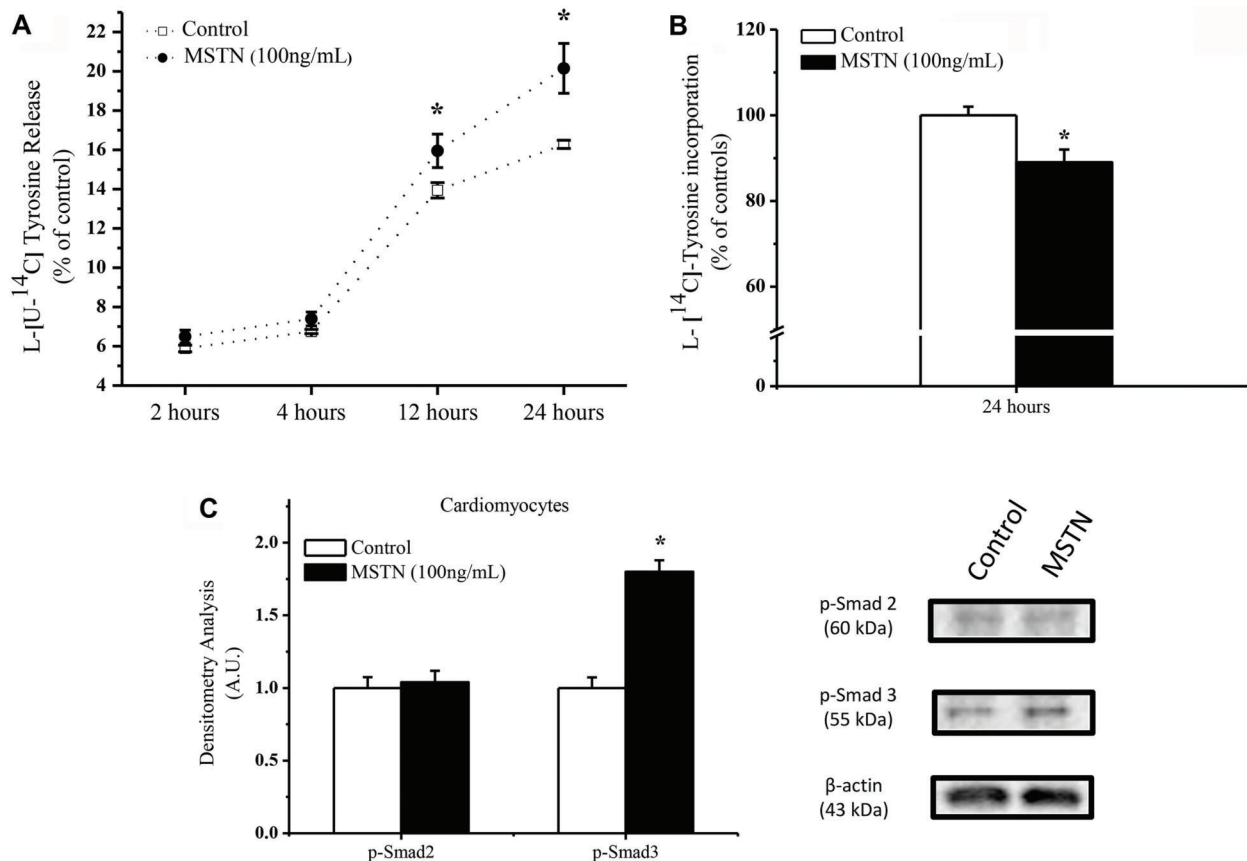 A
Control
MSTN (100ng/mL)
L-[U-¹⁴C] Tyrosine Release
(% of control)
22
20
18
16
14
12
10
8
6
4
*
*
2 hours
4 hours
12 hours
24 hours
B
Control
MSTN (100ng/mL)
L- [¹⁴C]-Tyrosine incorporation
(% of controls)
120
100
80
60
0
*
24 hours
C
Cardiomyocytes
Control
MSTN (100ng/mL)
Densitometry Analysis
(A.U.)
2.0
1.5
1.0
0.5
0.0
*
p-Smad2
p-Smad3
Control
MSTN
p-Smad 2
(60 kDa)
p-Smad 3
(55 kDa)
β-actin
(43 kDa)